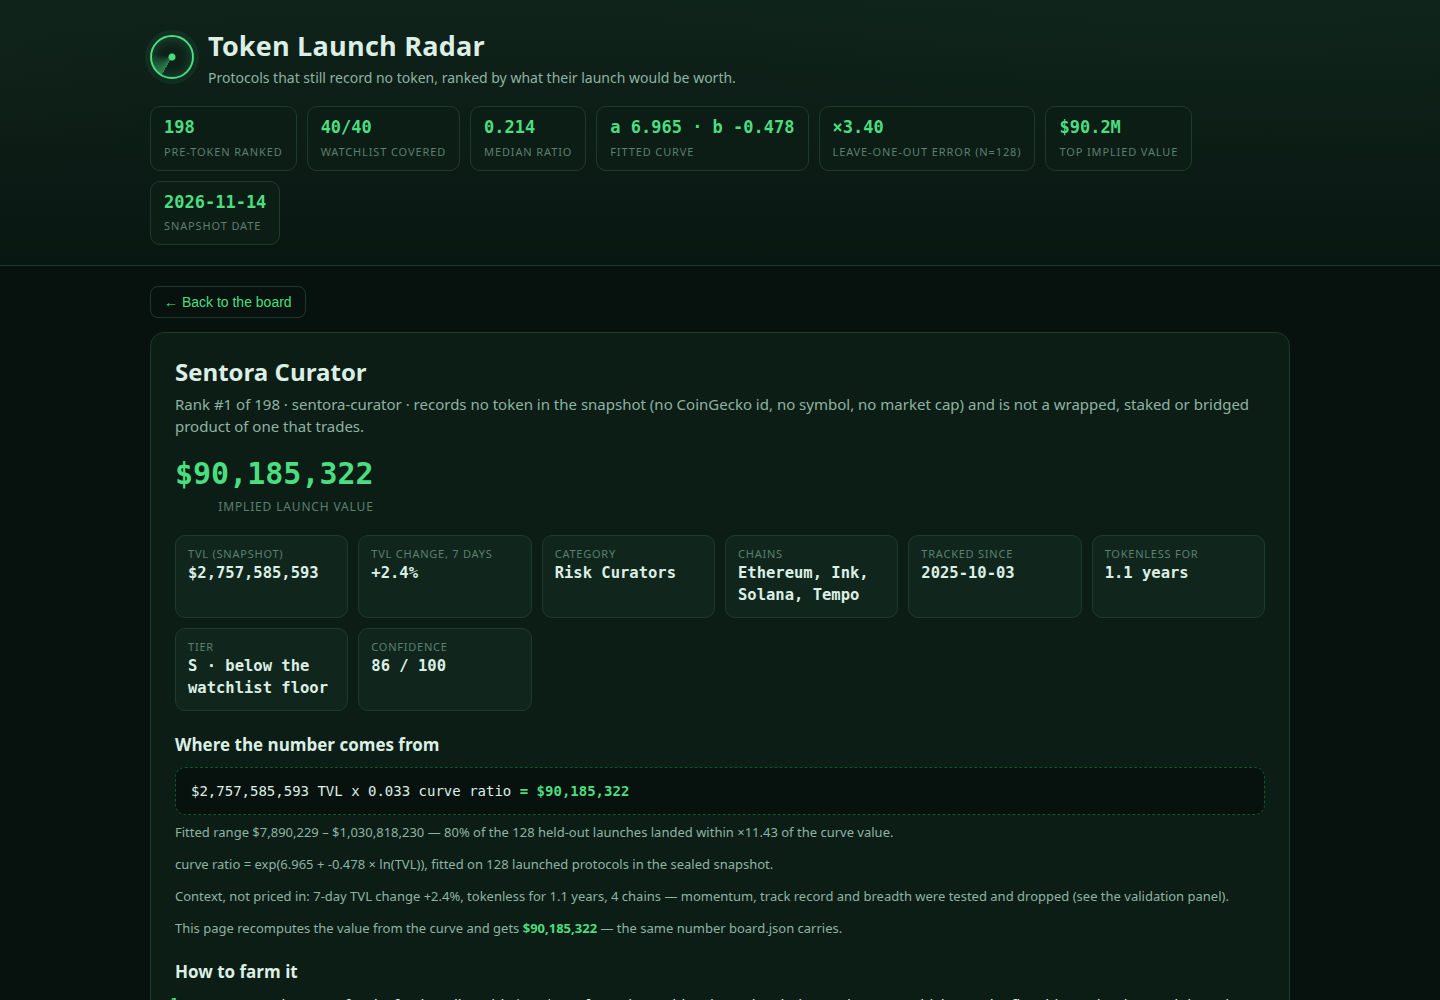 Token Launch Radar
Protocols that still record no token, ranked by what their launch would be worth.
198
PRE-TOKEN RANKED
40/40
WATCHLIST COVERED
0.214
MEDIAN RATIO
a 6.965 · b -0.478
FITTED CURVE
×3.40
LEAVE-ONE-OUT ERROR (N=128)
$90.2M
TOP IMPLIED VALUE
2026-11-14
SNAPSHOT DATE
← Back to the board
Sentora Curator
Rank #1 of 198 · sentora-curator · records no token in the snapshot (no CoinGecko id, no symbol, no market cap) and is not a wrapped, staked or bridged
product of one that trades.
$90,185,322
IMPLIED LAUNCH VALUE
TVL (SNAPSHOT)
$2,757,585,593
TVL CHANGE, 7 DAYS
+2.4%
CATEGORY
Risk Curators
CHAINS
Ethereum, Ink,
Solana, Tempo
TRACKED SINCE
2025-10-03
TOKENLESS FOR
1.1 years
TIER
S · below the
watchlist floor
CONFIDENCE
86 / 100
Where the number comes from
$2,757,585,593 TVL x 0.033 curve ratio = $90,185,322
Fitted range $7,890,229 – $1,030,818,230 — 80% of the 128 held-out launches landed within ×11.43 of the curve value.
curve ratio = exp(6.965 + -0.478 × ln(TVL)), fitted on 128 launched protocols in the sealed snapshot.
Context, not priced in: 7-day TVL change +2.4%, tokenless for 1.1 years, 4 chains — momentum, track record and breadth were tested and dropped (see the validation panel).
This page recomputes the value from the curve and gets $90,185,322 — the same number board.json carries.
How to farm it